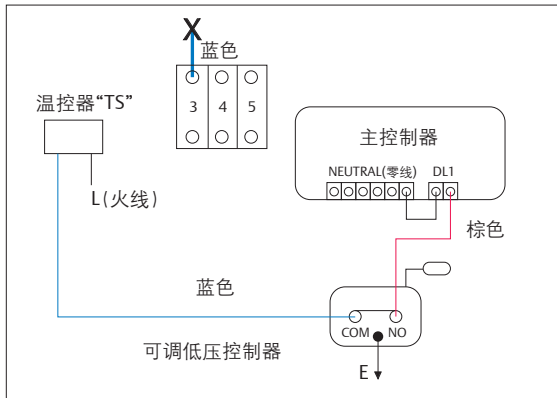 X
蓝色
温控器“TS”
3 4 5
主控制器
NEUTRAL(零线) DL1
L(火线)
棕色
蓝色
COM NO
可调低压控制器
E